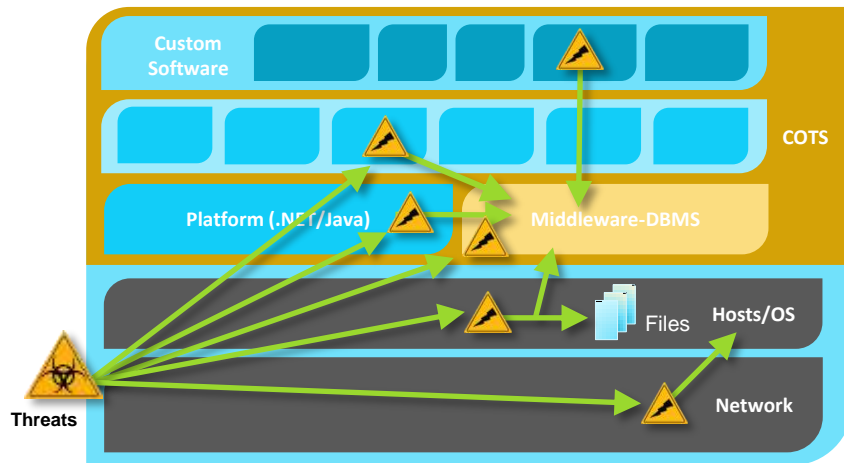 Custom
Software
COTS
Platform (.NET/Java)
Middleware-DBMS
Files
Hosts/OS
Threats
Network